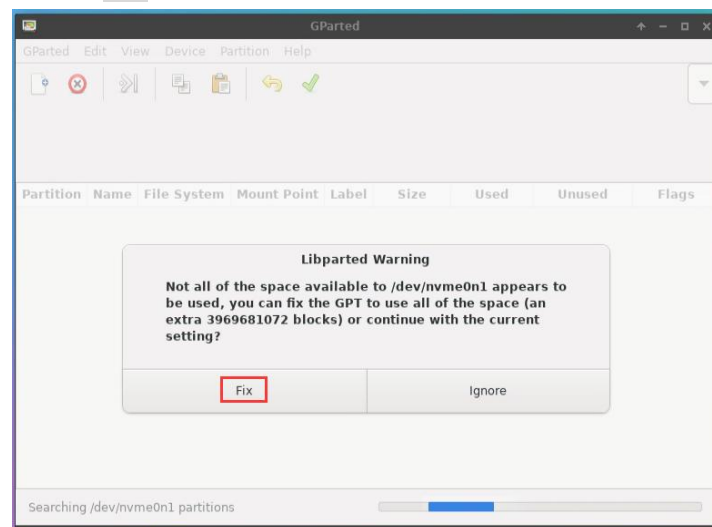 GParted
GParted Edit View Device Partition Help
Partition Name File System Mount Point Label Size Used Unused Flags
Libparted Warning
Not all of the space available to /dev/nvme0n1 appears to
be used, you can fix the GPT to use all of the space (an
extra 3969681072 blocks) or continue with the current
setting?
Fix Ignore
Searching /dev/nvme0n1 partitions